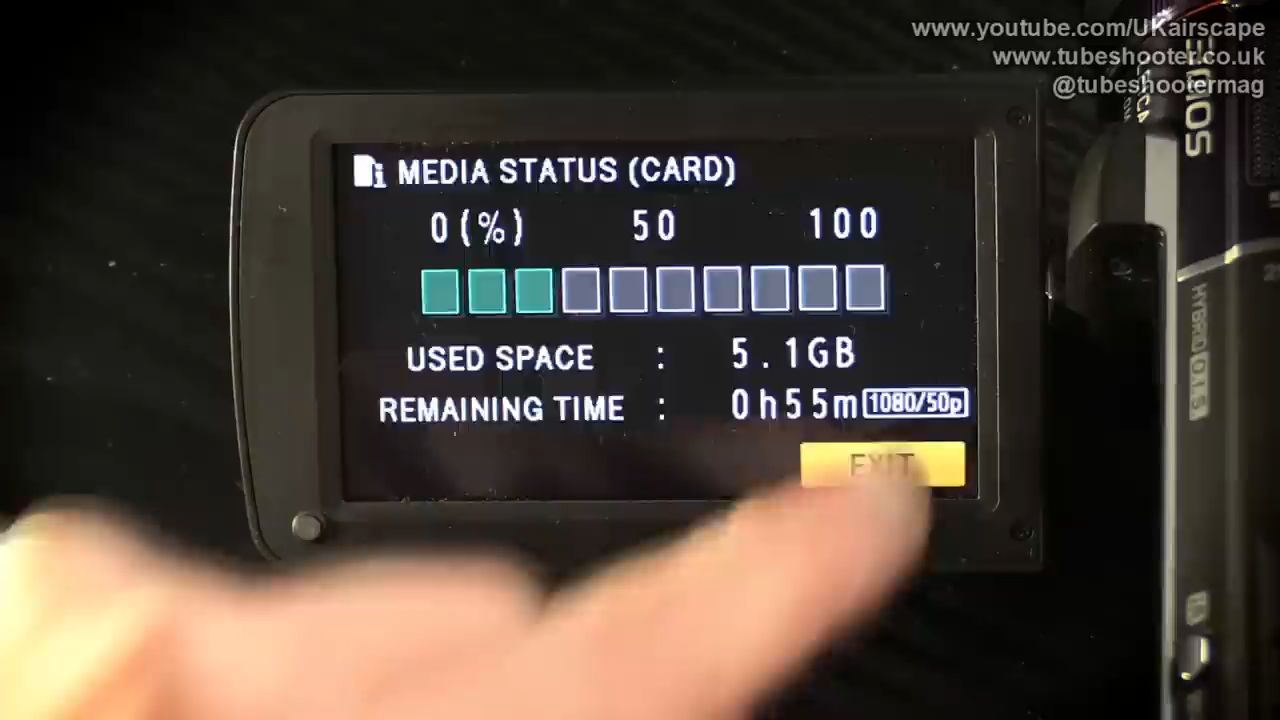 www.youtube.com/UKairscape
www.tubeshooter.co.uk
@tubeshootermag
MEDIA STATUS (CARD)
0(%) 50 100
USED SPACE : 5.1GB
REMAINING TIME : 0h55m 1080/50p
EXIT
HYBRID O.I.S.